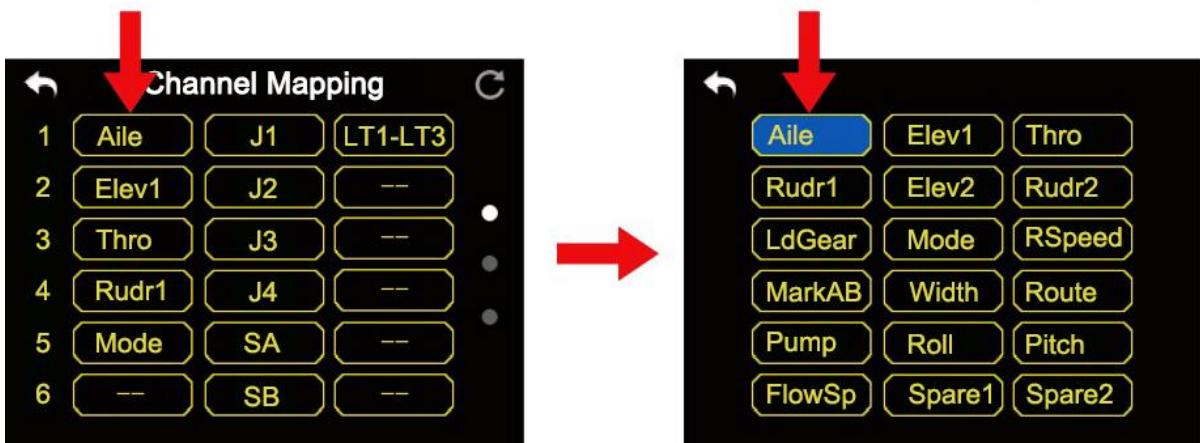 Channel Mapping
1 Aile J1 LT1-LT3
2 Elev1 J2 --
3 Thro J3 --
4 Rudr1 J4 --
5 Mode SA --
6 -- SB --
Aile Elev1 Thro
Rudr1 Elev2 Rudr2
LdGear Mode RSpeed
MarkAB Width Route
Pump Roll Pitch
FlowSp Spare1 Spare2